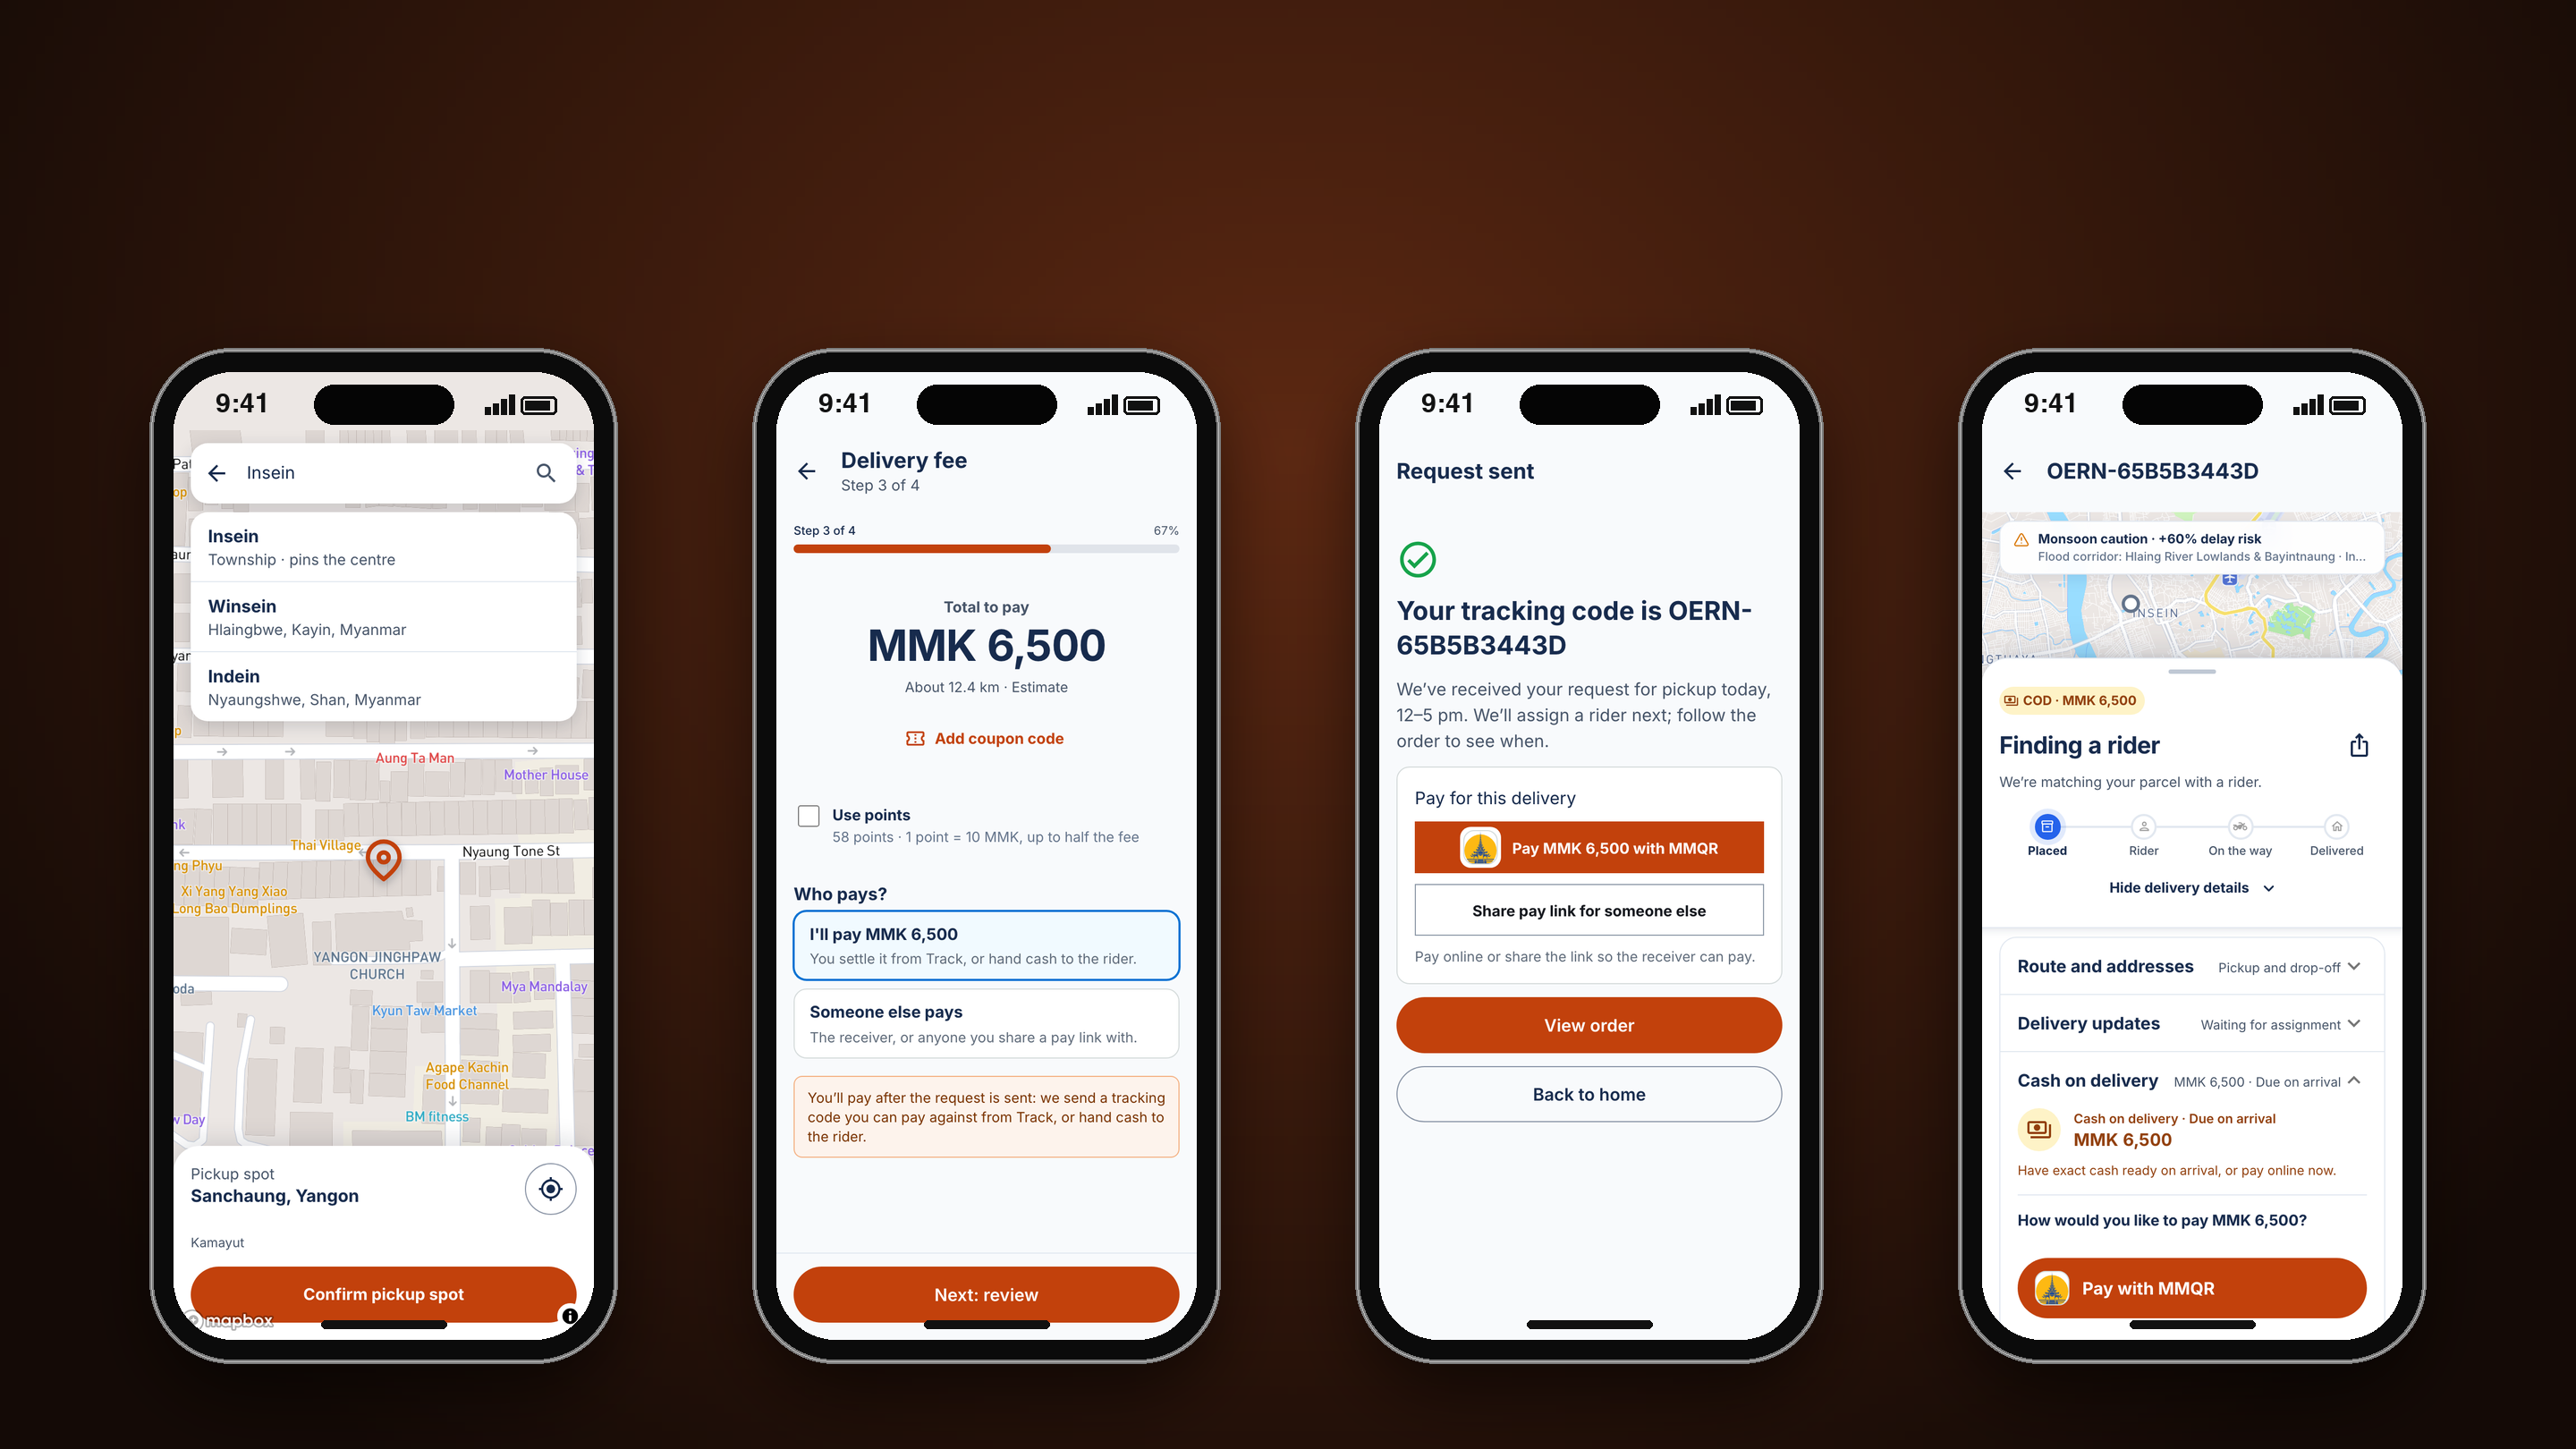 9:41
Insein
Insein
Township · pins the centre
Winsein
Hlaingbwe, Kayin, Myanmar
Indein
Nyaungshwe, Shan, Myanmar
Aung Ta Man
Mother House
Thai Village
Nyaung Tone St
ng Phyu
Xi Yang Yang Xiao
Long Bao Dumplings
YANGON JINGHPAW
CHURCH
oda
Mya Mandalay
Kyun Taw Market
Agape Kachin
Food Channel
BM fitness
w Day
Pickup spot
Sanchaung, Yangon
Kamayut
Confirm pickup spot
mapbox
9:41
Delivery fee
Step 3 of 4
Step 3 of 4
67%
Total to pay
MMK 6,500
About 12.4 km · Estimate
Add coupon code
Use points
58 points · 1 point = 10 MMK, up to half the fee
Who pays?
I'll pay MMK 6,500
You settle it from Track, or hand cash to the rider.
Someone else pays
The receiver, or anyone you share a pay link with.
You’ll pay after the request is sent: we send a tracking
code you can pay against from Track, or hand cash to
the rider.
Next: review
9:41
Request sent
Your tracking code is OERN-
65B5B3443D
We’ve received your request for pickup today,
12–5 pm. We’ll assign a rider next; follow the
order to see when.
Pay for this delivery
Pay MMK 6,500 with MMQR
Share pay link for someone else
Pay online or share the link so the receiver can pay.
View order
Back to home
9:41
OERN-65B5B3443D
Monsoon caution · +60% delay risk
Flood corridor: Hlaing River Lowlands & Bayintnaung · In...
INSEIN
COD · MMK 6,500
Finding a rider
We’re matching your parcel with a rider.
Placed
Rider
On the way
Delivered
Hide delivery details
Route and addresses
Pickup and drop-off
Delivery updates
Waiting for assignment
Cash on delivery
MMK 6,500 · Due on arrival
Cash on delivery · Due on arrival
MMK 6,500
Have exact cash ready on arrival, or pay online now.
How would you like to pay MMK 6,500?
Pay with MMQR